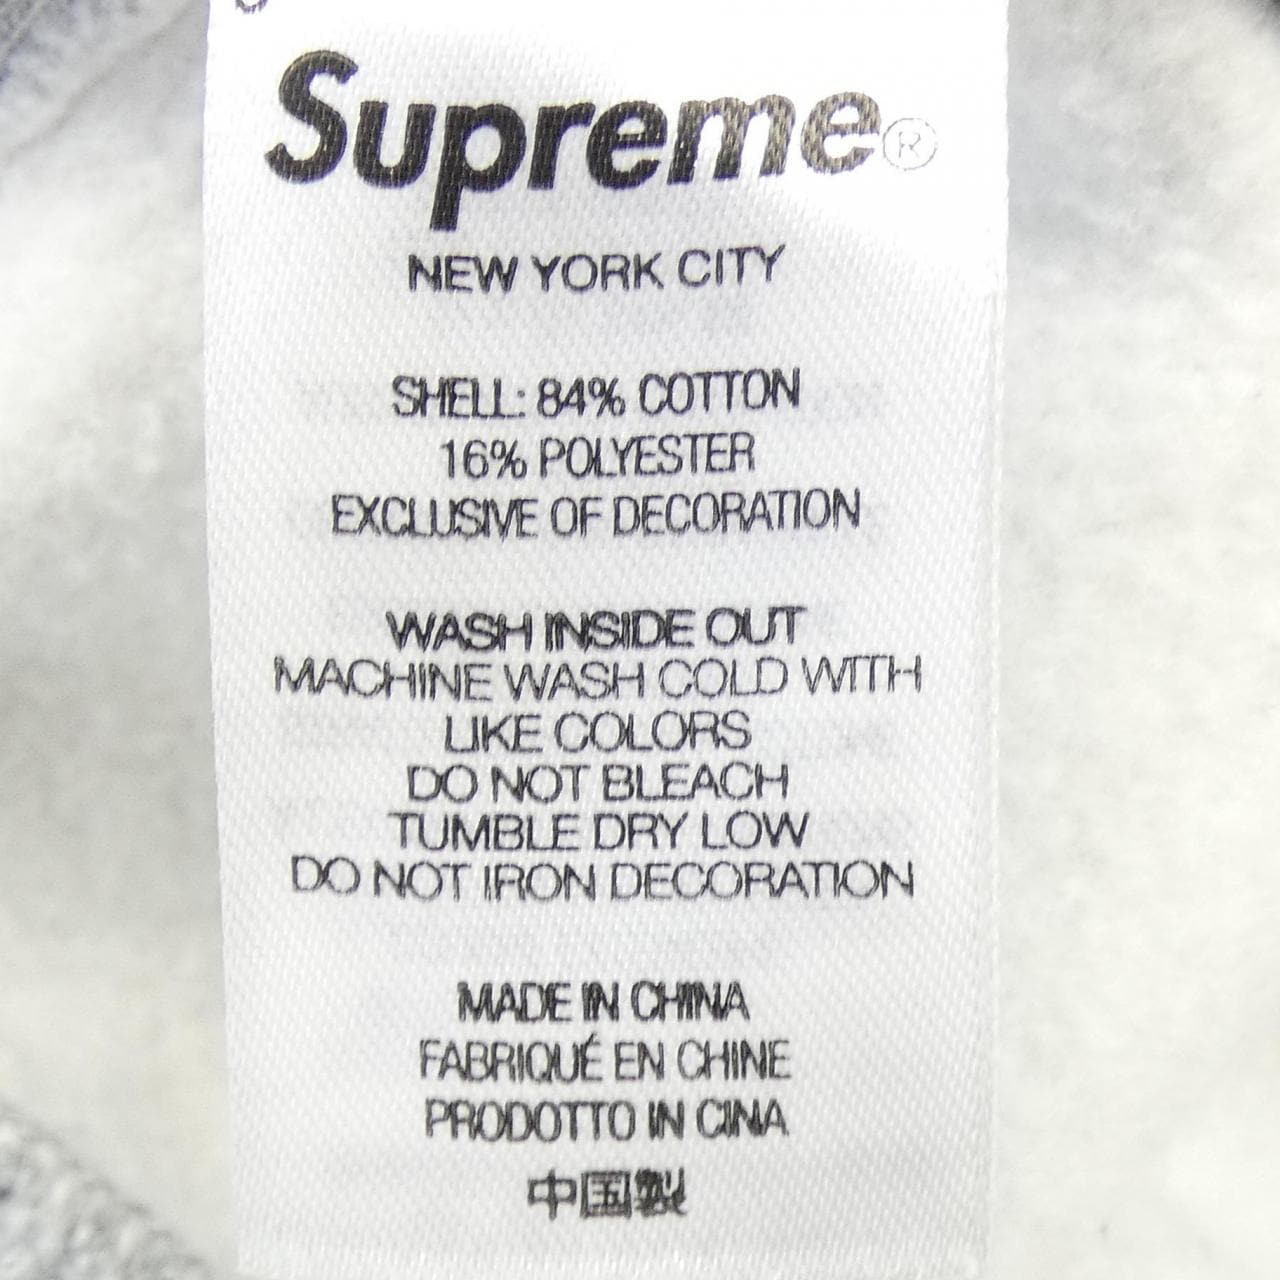 Supreme®
NEW YORK CITY
SHELL: 84% COTTON
16% POLYESTER
EXCLUSIVE OF DECORATION
WASH INSIDE OUT
MACHINE WASH COLD WITH
LIKE COLORS
DO NOT BLEACH
TUMBLE DRY LOW
DO NOT IRON DECORATION
MADE IN CHINA
FABRIQUÉ EN CHINE
PRODOTTO IN CINA
中国製